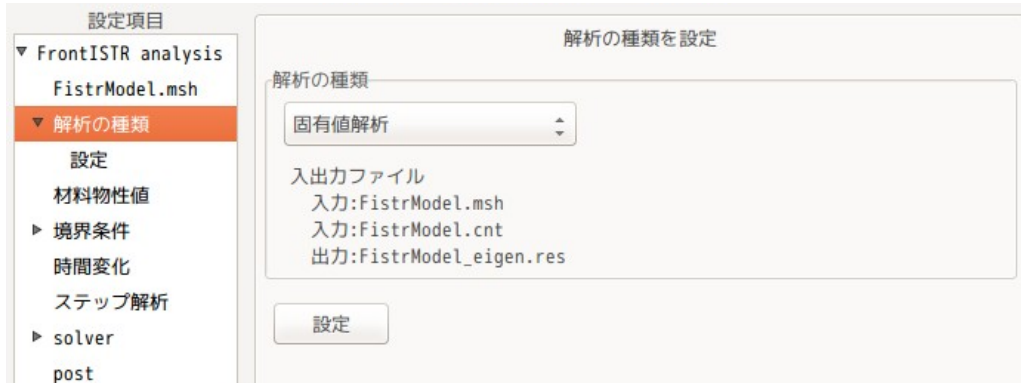 設定項目
▼ FrontISTR analysis
FistrModel.msh
▼ 解析の種類
設定
材料物性値
▶ 境界条件
時間変化
ステップ解析
▶ solver
post
解析の種類を設定
解析の種類
固有値解析
入出力ファイル
入力:FistrModel.msh
入力:FistrModel.cnt
出力:FistrModel_eigen.res
設定